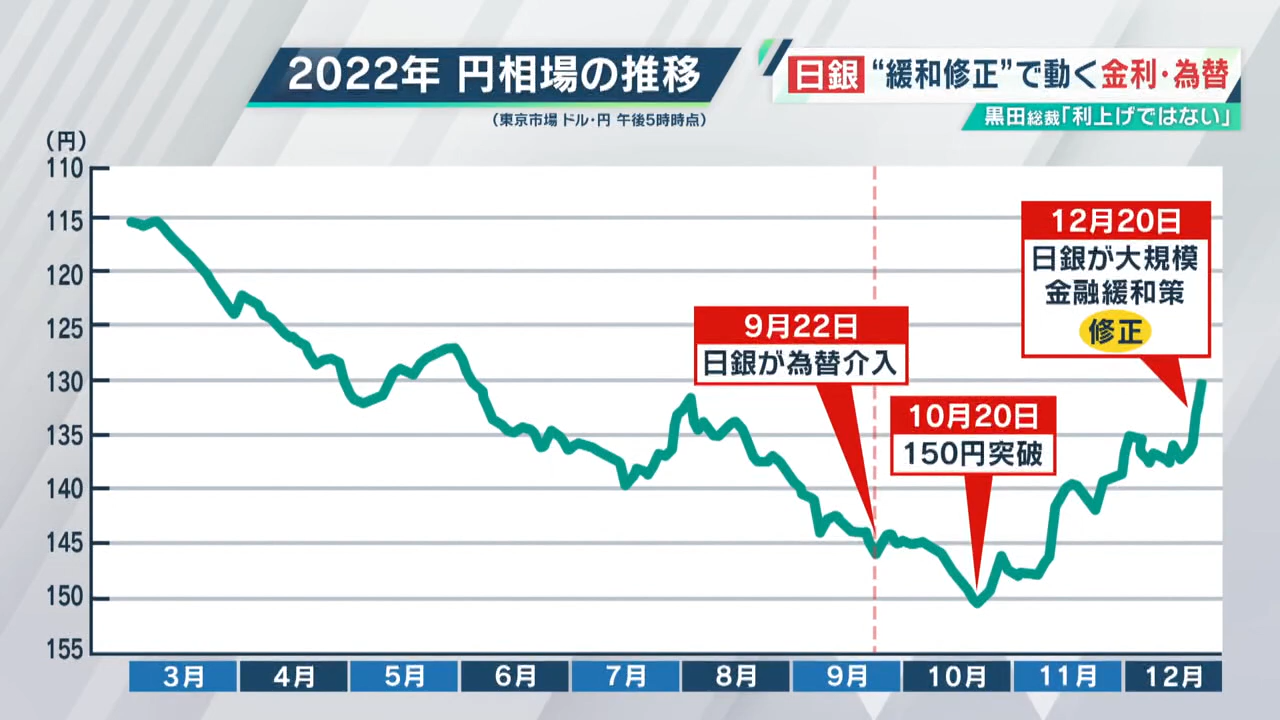 2022年 円相場の推移
(東京市場 ドル・円 午後5時時点)
日銀 “緩和修正”で動く金利・為替
黒田総裁「利上げではない」
(円)
110
115
120
125
130
135
140
145
150
155
12月20日
日銀が大規模
金融緩和策
修正
9月22日
日銀が為替介入
10月20日
150円突破
3月
4月
5月
6月
7月
8月
9月
10月
11月
12月